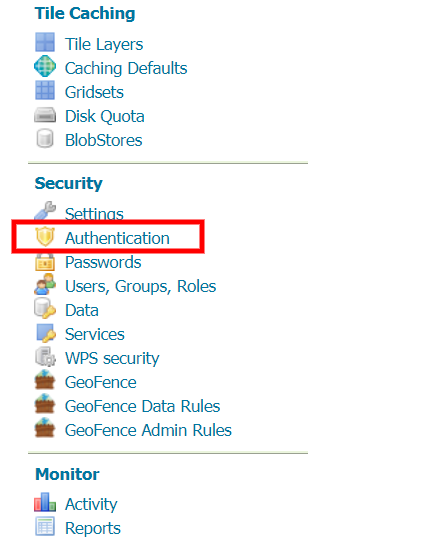 Tile Caching
Tile Layers
Caching Defaults
Gridsets
Disk Quota
BlobStores
Security
Settings
Authentication
Passwords
Users, Groups, Roles
Data
Services
WPS security
GeoFence
GeoFence Data Rules
GeoFence Admin Rules
Monitor
Activity
Reports